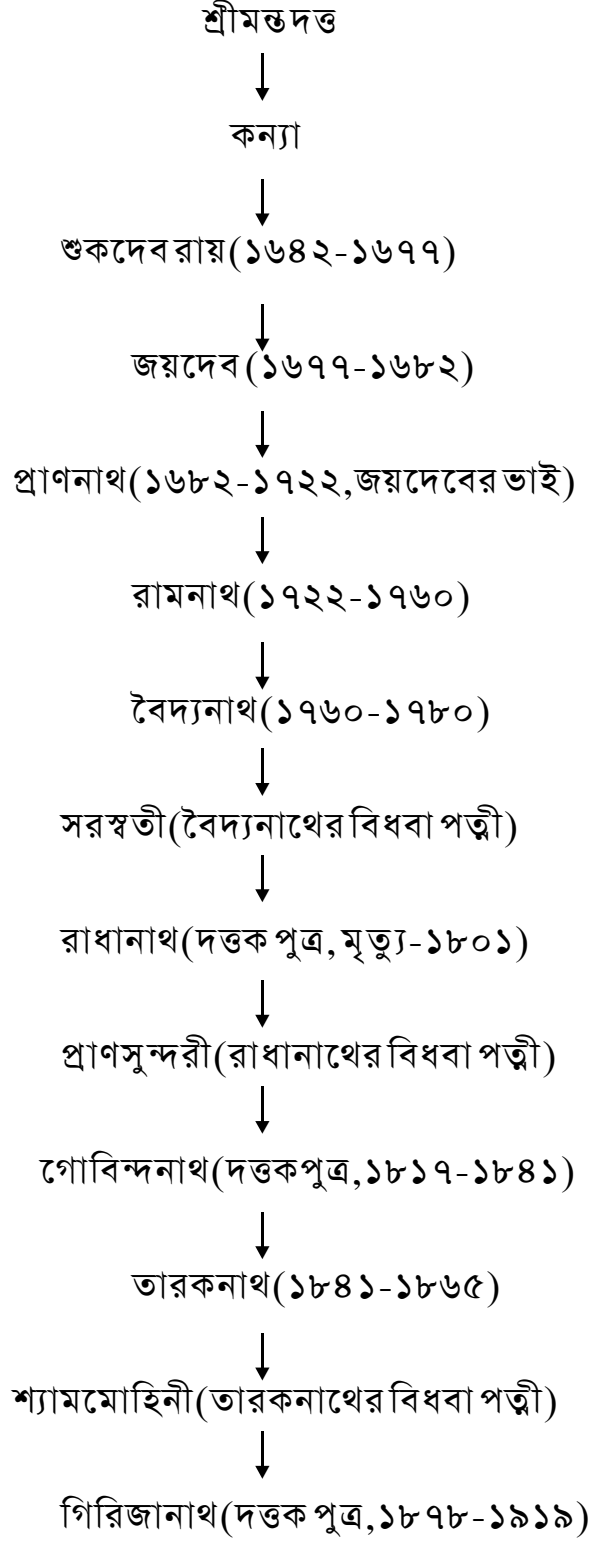 শ্রীমন্ত দত্ত
কন্যা
শুকদেব রায়(১৬৪২-১৬৭৭)
জয়দেব(১৬৭৭-১৬৮২)
প্রাণনাথ(১৬৮২-১৭২২,জয়দেবের ভাই)
রামনাথ(১৭২২-১৭৬০)
বৈদ্যনাথ(১৭৬০-১৭৮০)
সরস্বতী(বৈদ্যনাথের বিধবা পত্নী)
রাধানাথ(দত্তক পুত্র, মৃত্যু-১৮০১)
প্রাণসুন্দরী(রাধানাথের বিধবা পত্নী)
গোবিন্দনাথ(দত্তকপুত্র,১৮১৭-১৮৪১)
তারকনাথ(১৮৪১-১৮৬৫)
শ্যামমোহিনী(তারকনাথের বিধবা পত্নী)
গিরিজানাথ(দত্তক পুত্র,১৮৭৮-১৯১৯)